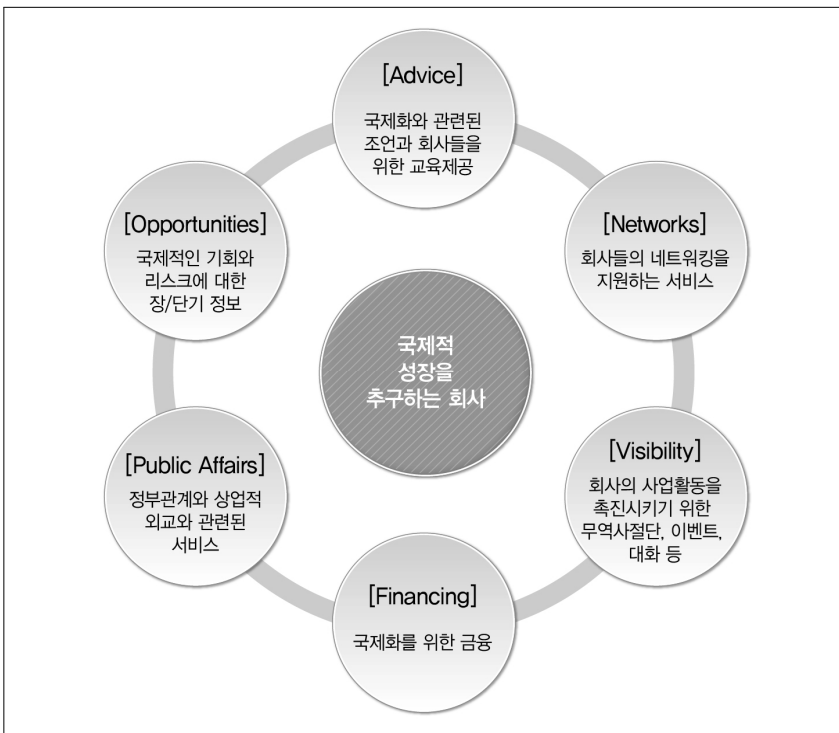 [Advice]
국제화와 관련된
조언과 회사들을
위한 교육제공
[Opportunities]
국제적인 기회와
리스크에 대한
장/단기 정보
[Networks]
회사들의 네트워킹을
지원하는 서비스
국제적
성장을
추구하는 회사
[Public Affairs]
정부관계와 상업적
외교와 관련된
서비스
[Visibility]
회사의 사업활동을
촉진시키기 위한
무역사절단, 이벤트,
대화 등
[Financing]
국제화를 위한 금융